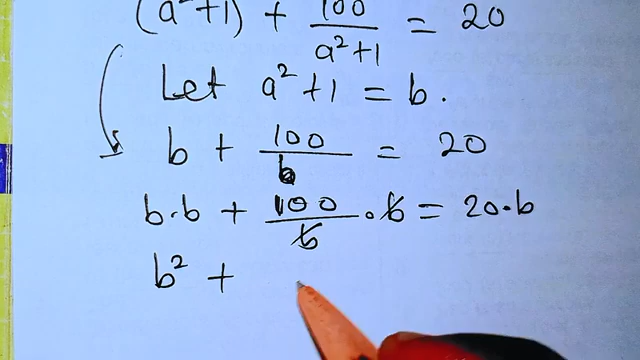 (a²+1) + 100/(a²+1) = 20
Let a²+1 = b.
b + 100/b = 20
b·b + 100/b ·b = 20·b
b² +